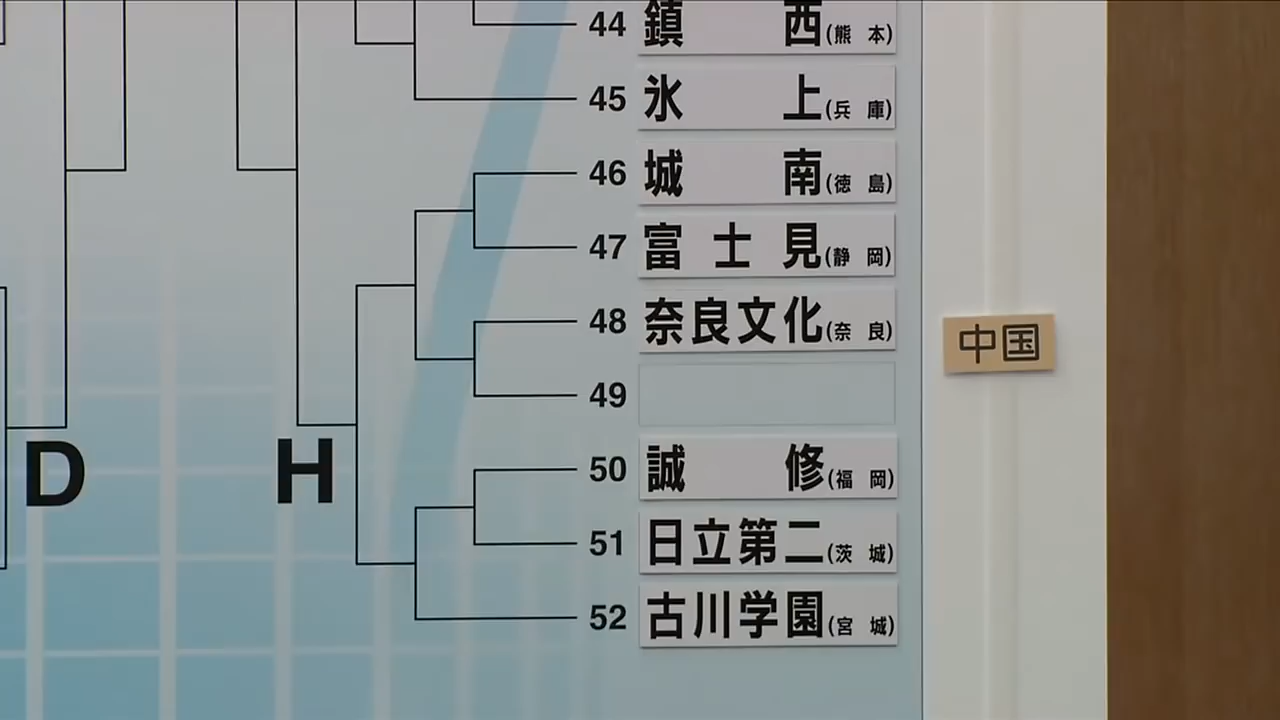 44 鎮西(熊本)
45 氷上(兵庫)
46 城南(徳島)
47 富士見(静岡)
48 奈良文化(奈良)
49
50 誠修(福岡)
51 日立第二(茨城)
52 古川学園(宮城)
中国
D
H